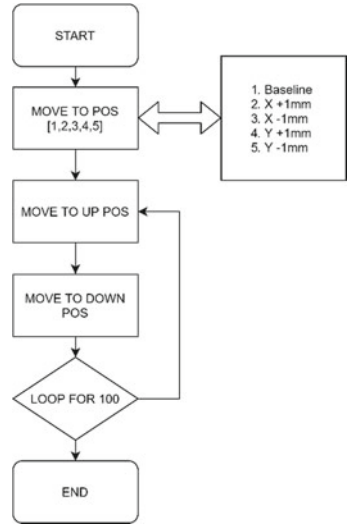 START
MOVE TO POS
[1,2,3,4,5]
1. Baseline
2. X +1mm
3. X -1mm
4. Y +1mm
5. Y -1mm
MOVE TO UP POS
MOVE TO DOWN
POS
LOOP FOR 100
END